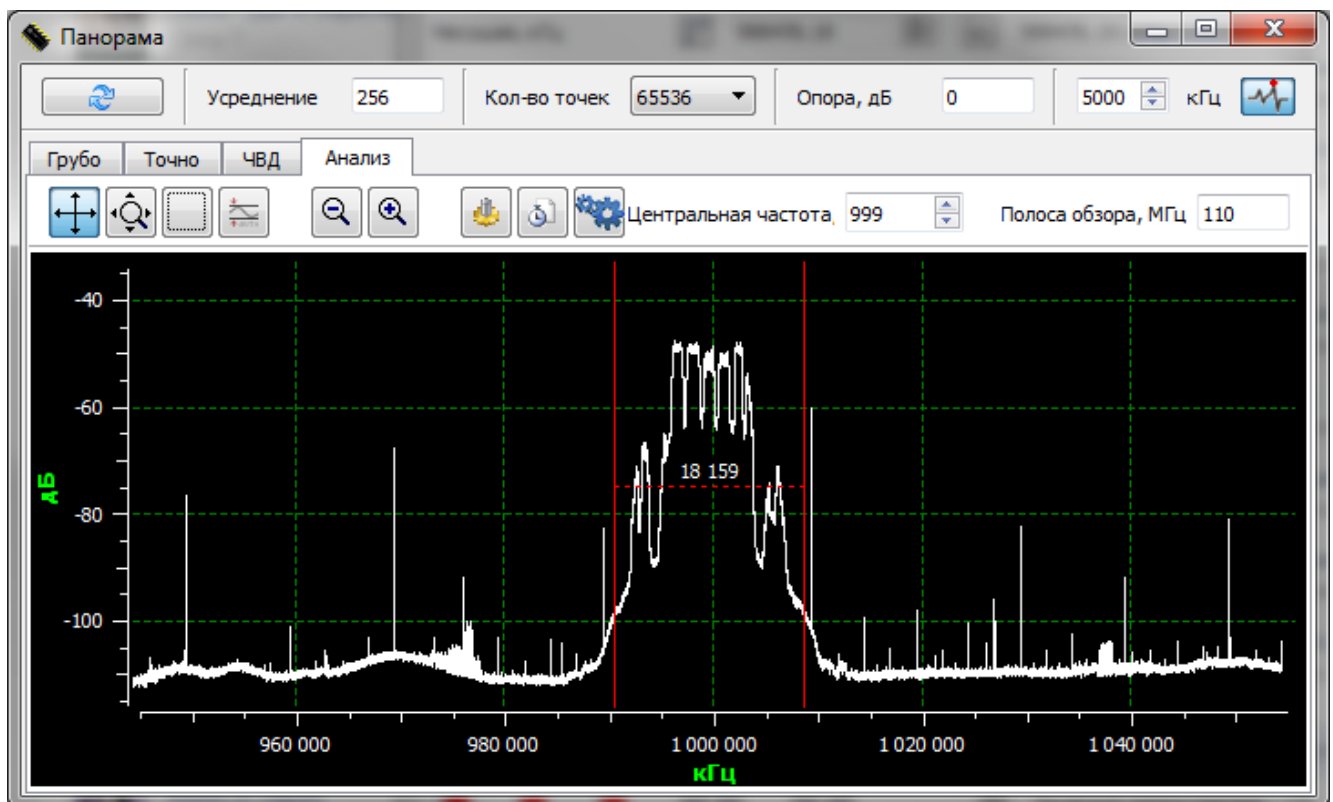 Панорама
Усреднение 256 Кол-во точек 65536 Опора, дБ 0 5000 кГц
Грубо Точно ЧВД Анализ
Центральная частота, 999 Полоса обзора, МГц 110
-40
-60
18 159
дБ
-80
-100
960 000 980 000 1 000 000 1 020 000 1 040 000
кГц